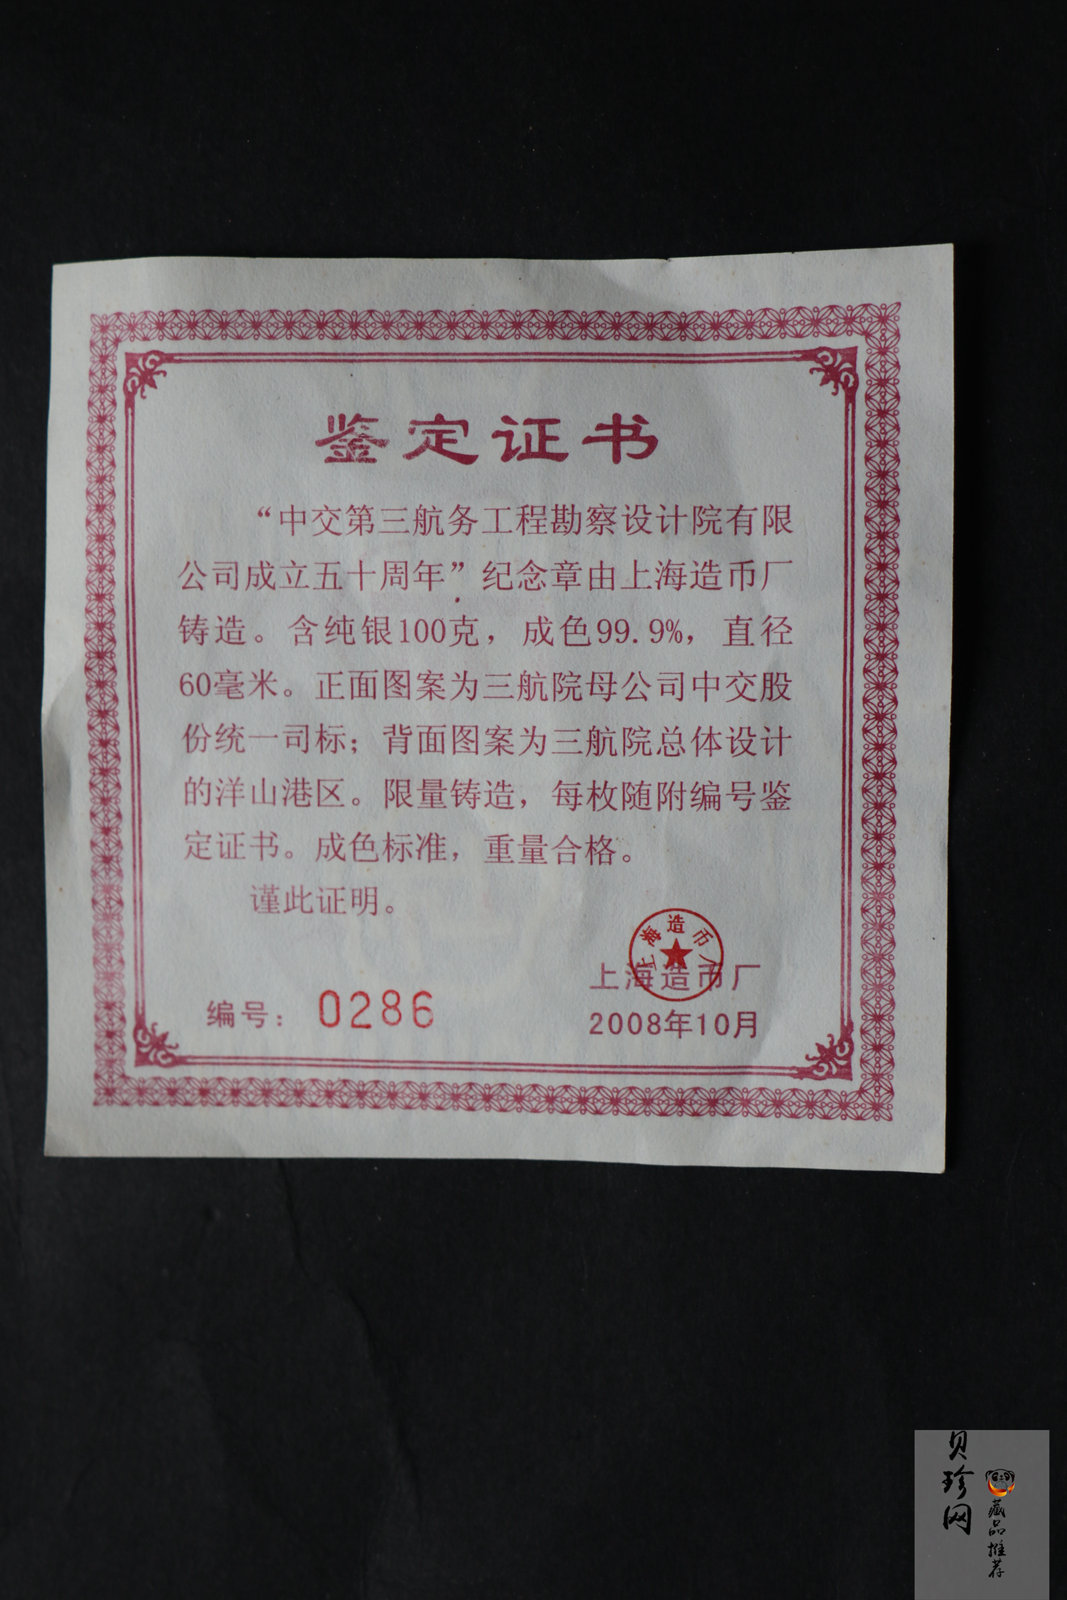 鉴定证书
“中交第三航务工程勘察设计院有限
公司成立五十周年”纪念章由上海造币厂
铸造。含纯银100克，成色99.9%，直径
60毫米。正面图案为三航院母公司中交股
份统一司标；背面图案为三航院总体设计
的洋山港区。限量铸造，每枚随附编号鉴
定证书。成色标准，重量合格。
谨此证明。
上海造币厂
上海造币厂
编号：0286
2008年10月
贝珍网
藏品推荐